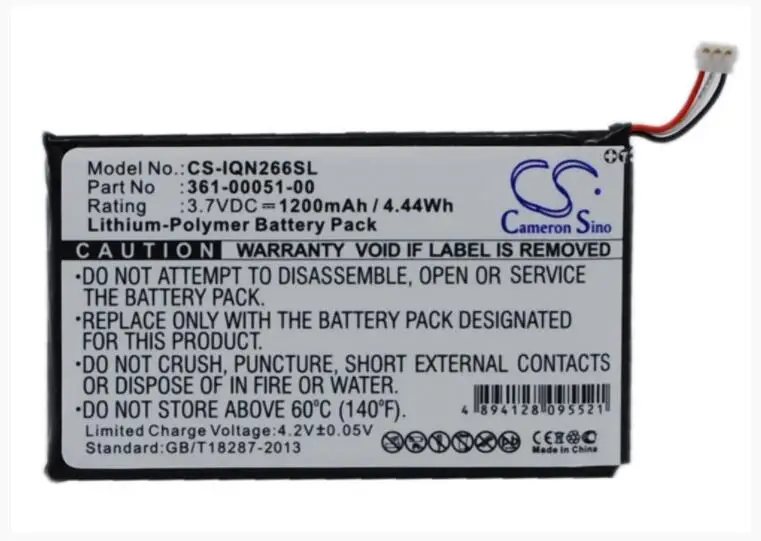 Model No.:CS-IQN266SL
Part No :361-00051-00
Rating :3.7VDC⎓1200mAh/4.44Wh
Lithium-Polymer Battery Pack
CS
Cameron Sino
CAUTION WARRANTY VOID IF LABEL IS REMOVED
·DO NOT ATTEMPT TO DISASSEMBLE, OPEN OR SERVICE
THE BATTERY PACK.
·REPLACE WITH THE BATTERY PACK DESIGNATED
FOR THIS PRODUCT.
·DO NOT CRUSH, PUNCTURE, SHORT EXTERNAL CONTACTS
OR DISPOSE OF IN FIRE OR WATER.
·DO NOT STORE ABOVE 60℃ (140℉).
Limited Charge Voltage:4.2V±0.05V
Standard:GB/T18287-2013
4 894128 095521
CE
Made in China